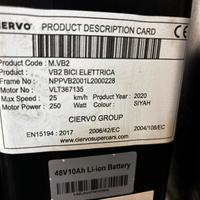 CIERVO® PRODUCT DESCRIPTION CARD
Product Code : M.VB2
Product : VB2 BICI ELETTRICA
Frame No : NPPVB2001L2000228
Motor No : VLT367135
Max Speed : 25 km/h Year : 2020
Motor Power : 250 Watt Colour : SIYAH
CIERVO GROUP
EN15194 : 2017 2006/42/EC 2004/108/EC
www.ciervosupercars.com
48V10Ah Li-ion Battery